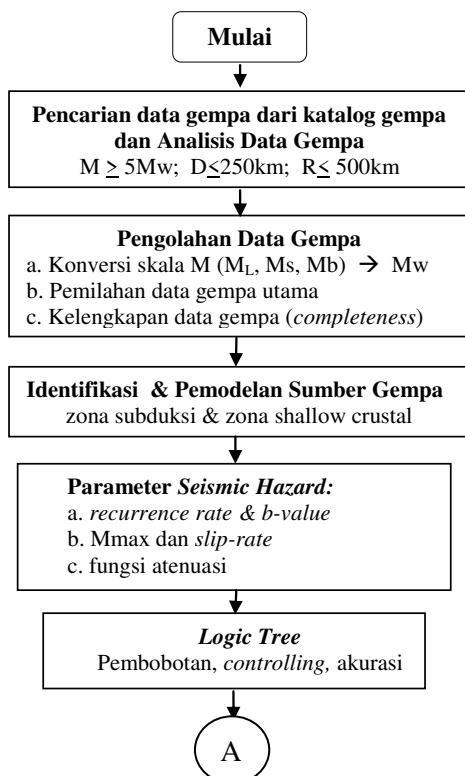 Mulai
Pencarian data gempa dari katalog gempa
dan Analisis Data Gempa
M ≥ 5Mw; D≤250km; R≤ 500km
Pengolahan Data Gempa
a. Konversi skala M (M_L, Ms, Mb) → Mw
b. Pemilahan data gempa utama
c. Kelengkapan data gempa (completeness)
Identifikasi & Pemodelan Sumber Gempa
zona subduksi & zona shallow crustal
Parameter Seismic Hazard:
a. recurrence rate & b-value
b. Mmax dan slip-rate
c. fungsi atenuasi
Logic Tree
Pembobotan, controlling, akurasi
A